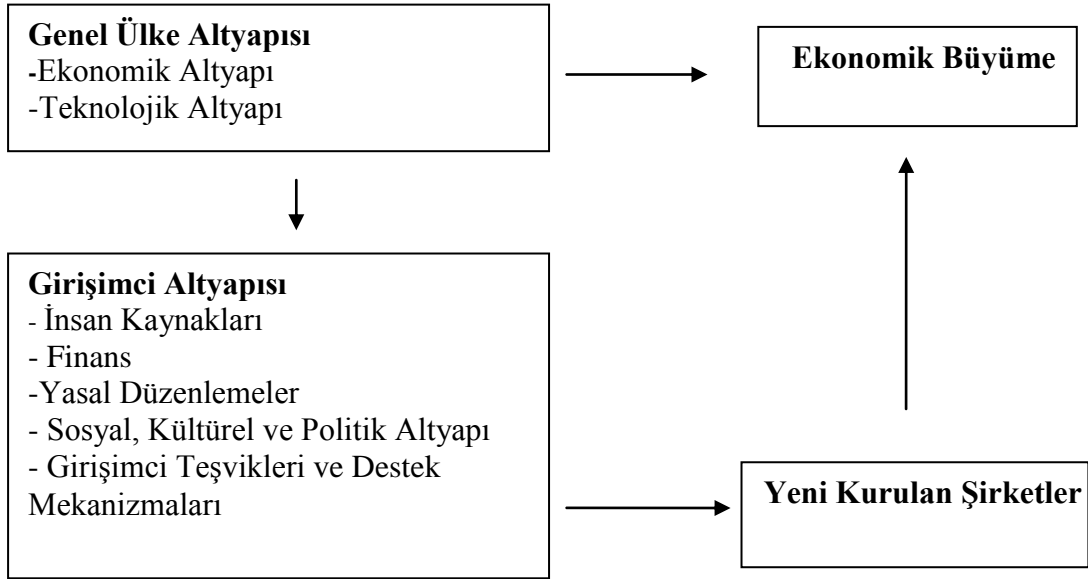 Genel Ülke Altyapısı
-Ekonomik Altyapı
-Teknolojik Altyapı
Ekonomik Büyüme
Girişimci Altyapısı
- İnsan Kaynakları
- Finans
-Yasal Düzenlemeler
- Sosyal, Kültürel ve Politik Altyapı
- Girişimci Teşvikleri ve Destek
Mekanizmaları
Yeni Kurulan Şirketler